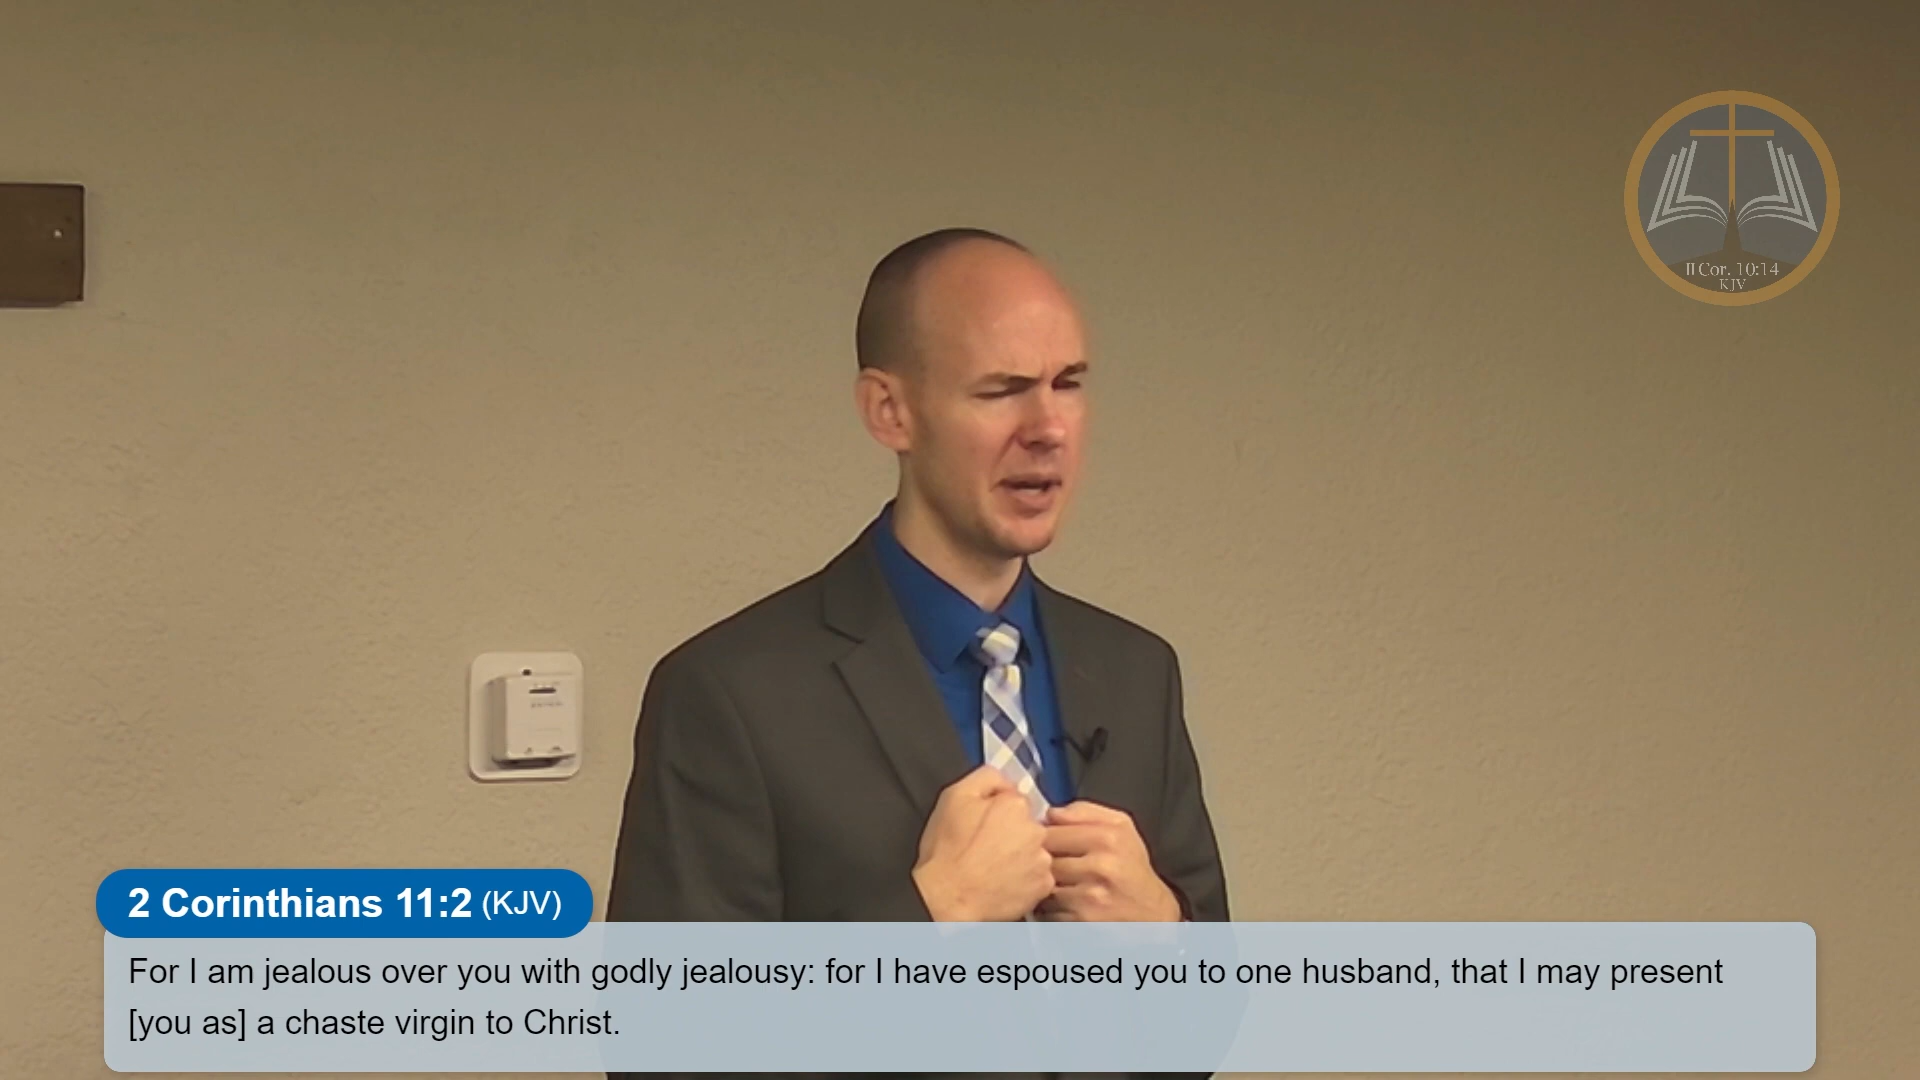 II Cor. 10:14
KJV
2 Corinthians 11:2 (KJV)
For I am jealous over you with godly jealousy: for I have espoused you to one husband, that I may present
[you as] a chaste virgin to Christ.